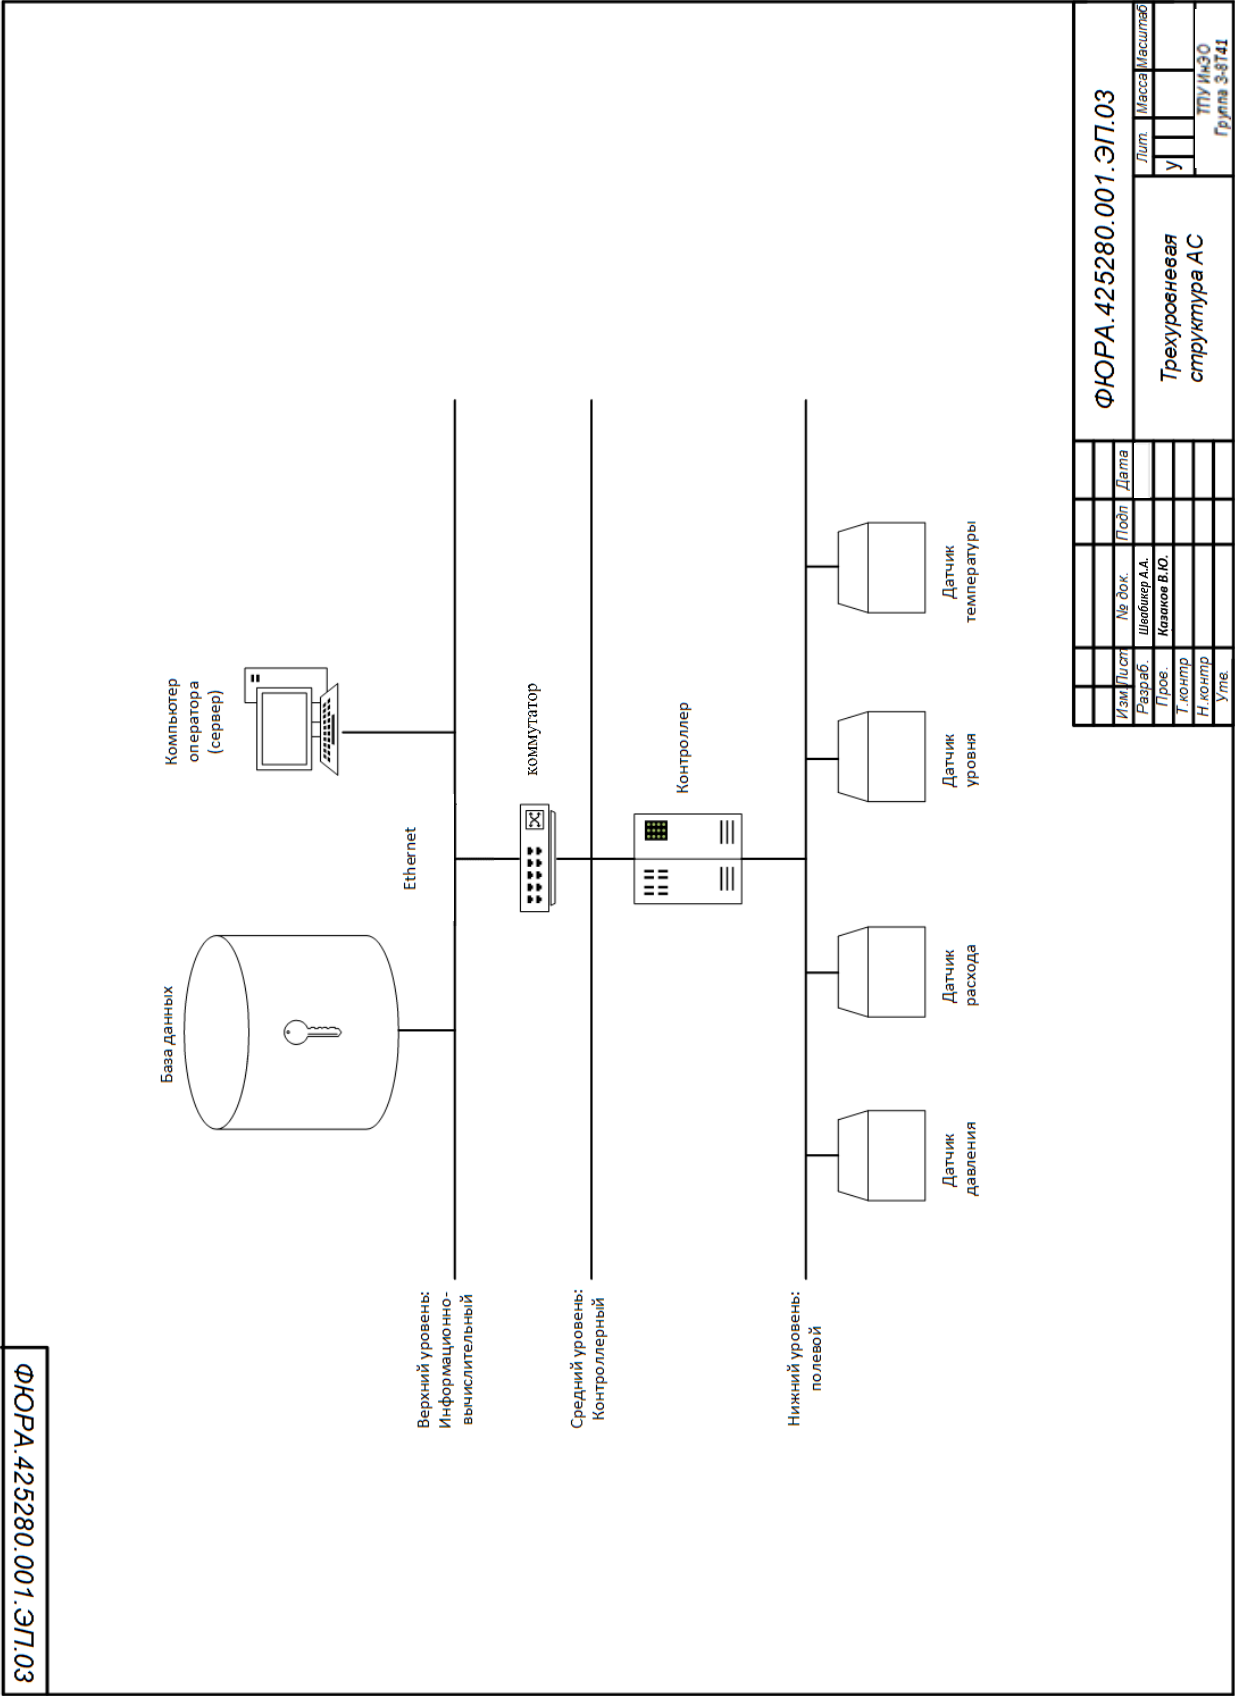 ФЮРА.425280.001.ЭП.03
База данных
Компьютер
оператора
(сервер)
Ethernet
Верхний уровень:
Информационно-
вычислительный
коммутатор
Средний уровень:
Контроллерный
Контроллер
Нижний уровень:
полевой
Датчик
давления
Датчик
расхода
Датчик
уровня
Датчик
температуры
ФЮРА.425280.001.ЭП.03
Изм. Лист № док. Подп Дата
Разраб. Швабикер А.А.
Пров. Казаков В.Ю.
Т.контр
Н.контр
Утв.
Трехуровневая
структура АС
Лит. Масса Масштаб
У
ТПУ ИнЭО
Группа З-8Т41